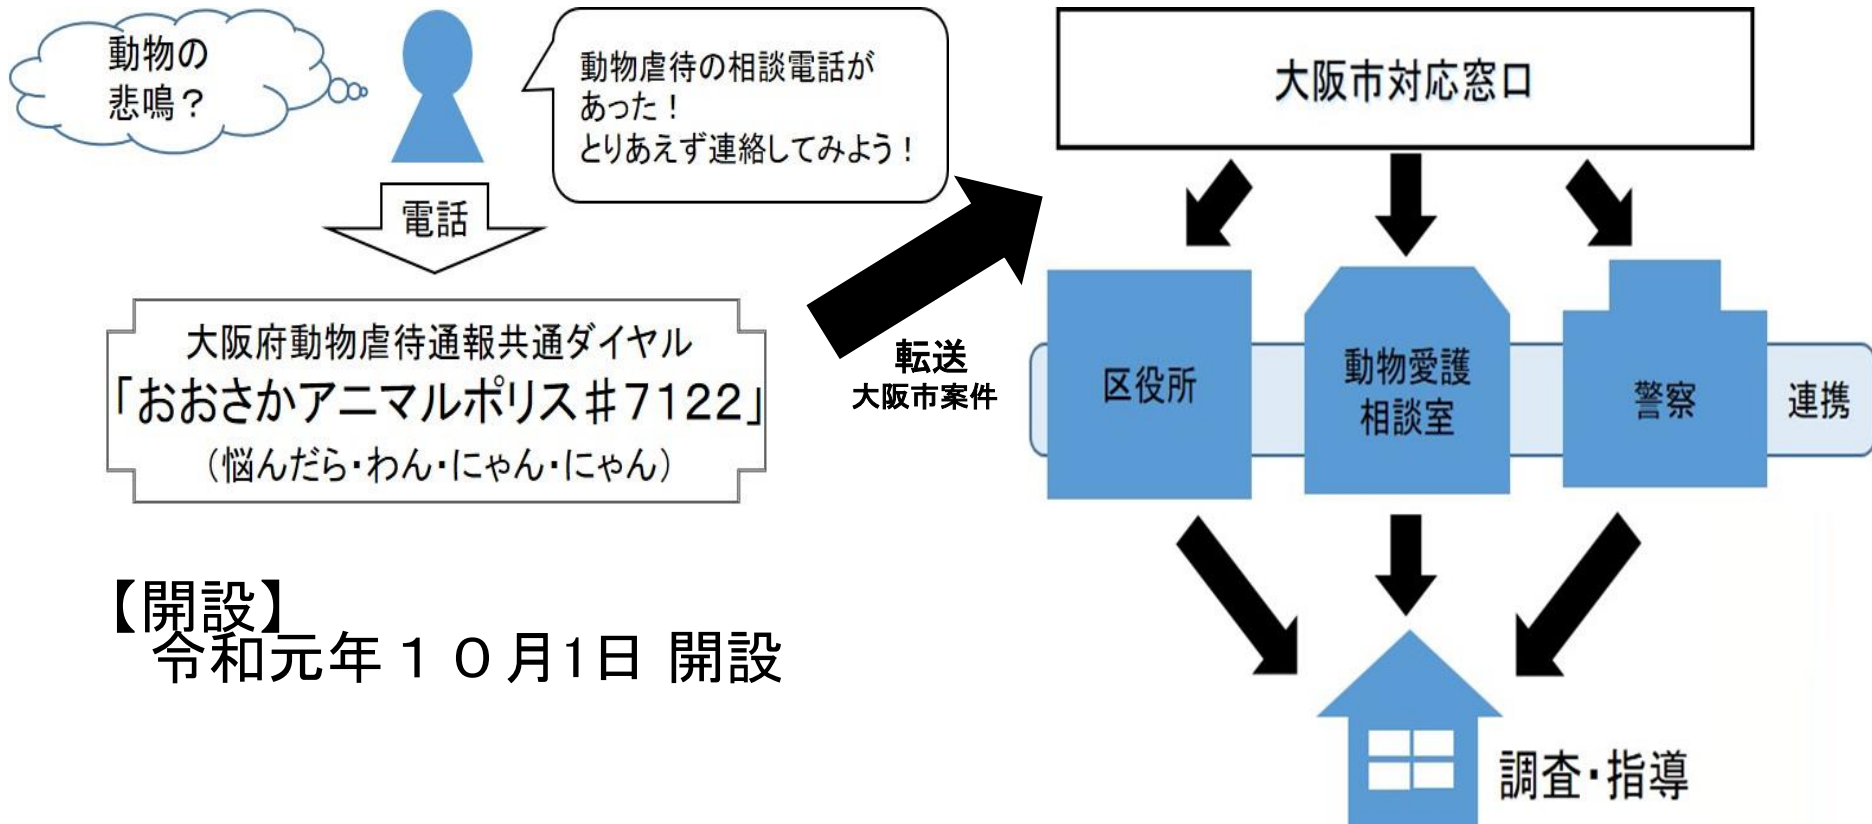 動物の
悲鳴？
動物虐待の相談電話が
あった！
とりあえず連絡してみよう！
電話
大阪府動物虐待通報共通ダイヤル
「おおさかアニマルポリス＃7122」
（悩んだら・わん・にゃん・にゃん）
転送
大阪市案件
大阪市対応窓口
区役所
動物愛護
相談室
警察
連携
調査・指導
【開設】
令和元年１０月1日 開設